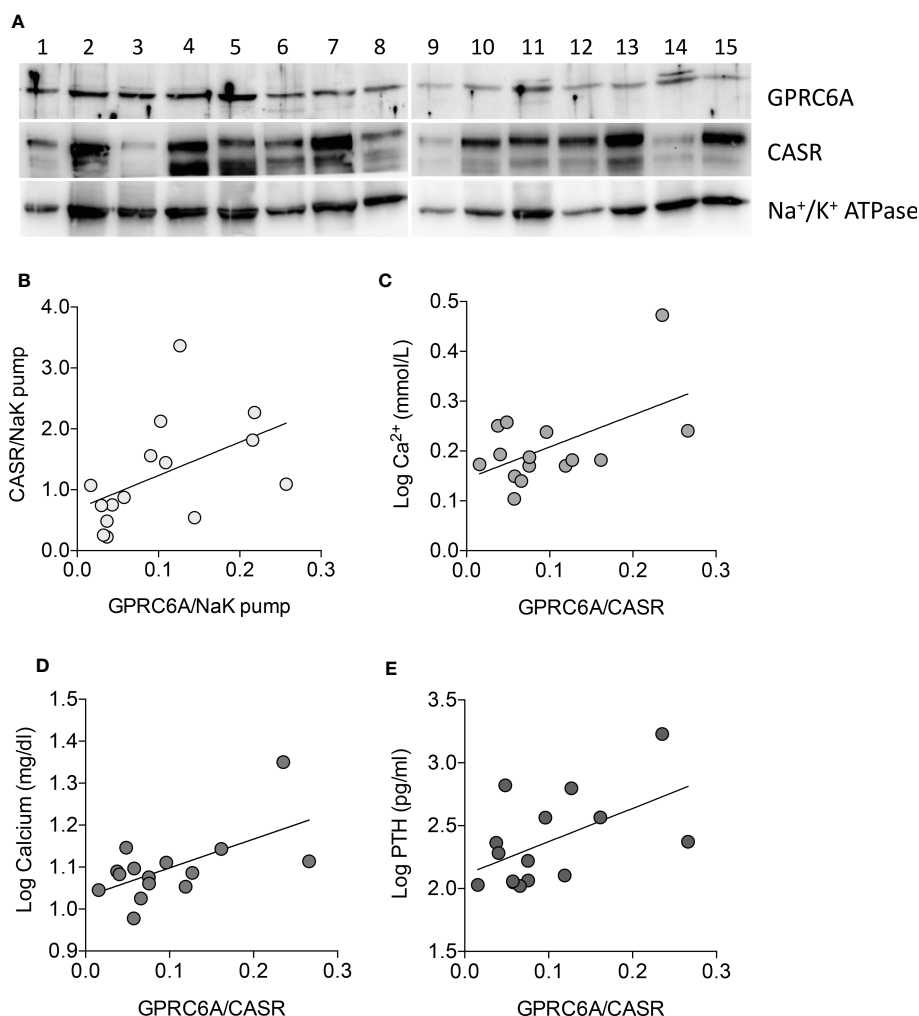 A
1 2 3 4 5 6 7 8 9 10 11 12 13 14 15
GPRC6A
CASR
Na⁺/K⁺ ATPase
B
4.0
3.0
2.0
1.0
0.0
0.0 0.1 0.2 0.3
CASR/NaK pump
GPRC6A/NaK pump
C
0.5
0.4
0.3
0.2
0.1
0.0
0.0 0.1 0.2 0.3
Log Ca²⁺ (mmol/L)
GPRC6A/CASR
D
1.5
1.4
1.3
1.2
1.1
1.0
0.9
0.0 0.1 0.2 0.3
Log Calcium (mg/dl)
GPRC6A/CASR
E
3.5
3.0
2.5
2.0
1.5
0.0 0.1 0.2 0.3
Log PTH (pg/ml)
GPRC6A/CASR